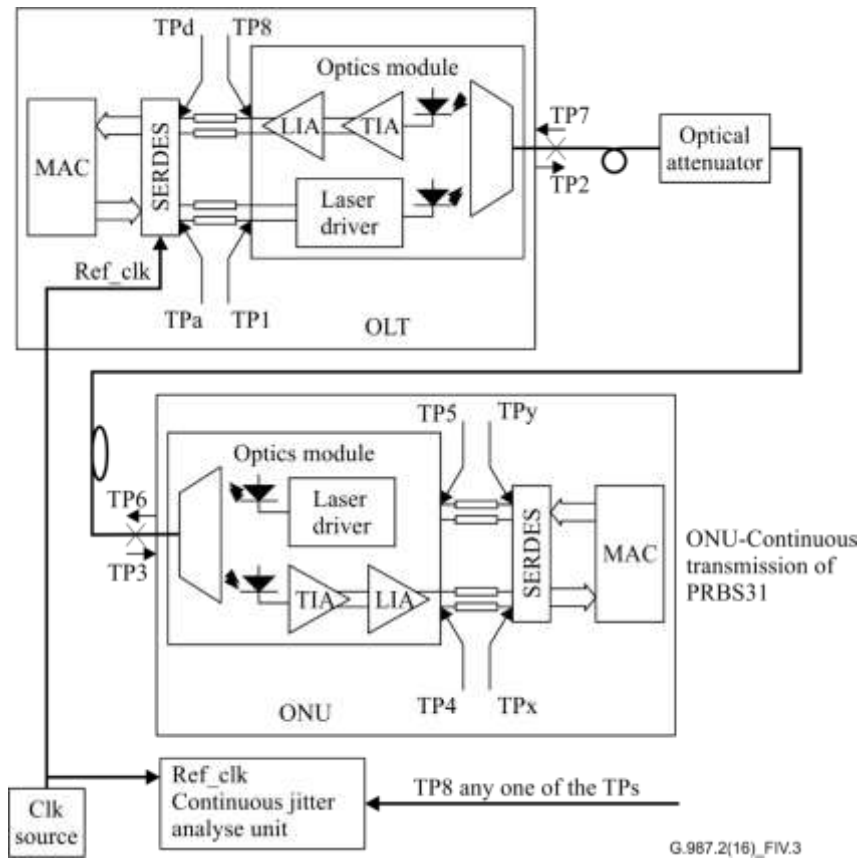 TPd
TP8
Optics module
MAC
SERDES
LIA
TIA
TP7
TP2
Optical
attenuator
Laser
driver
Ref_clk
TPa
TP1
OLT
TP5
TPy
Optics module
Laser
driver
TP6
TP3
SERDES
MAC
ONU-Continuous
transmission of
PRBS31
TIA
LIA
TP4
TPx
ONU
Clk
source
Ref_clk
Continuous jitter
analyse unit
TP8 any one of the TPs
G.987.2(16)_FIV.3